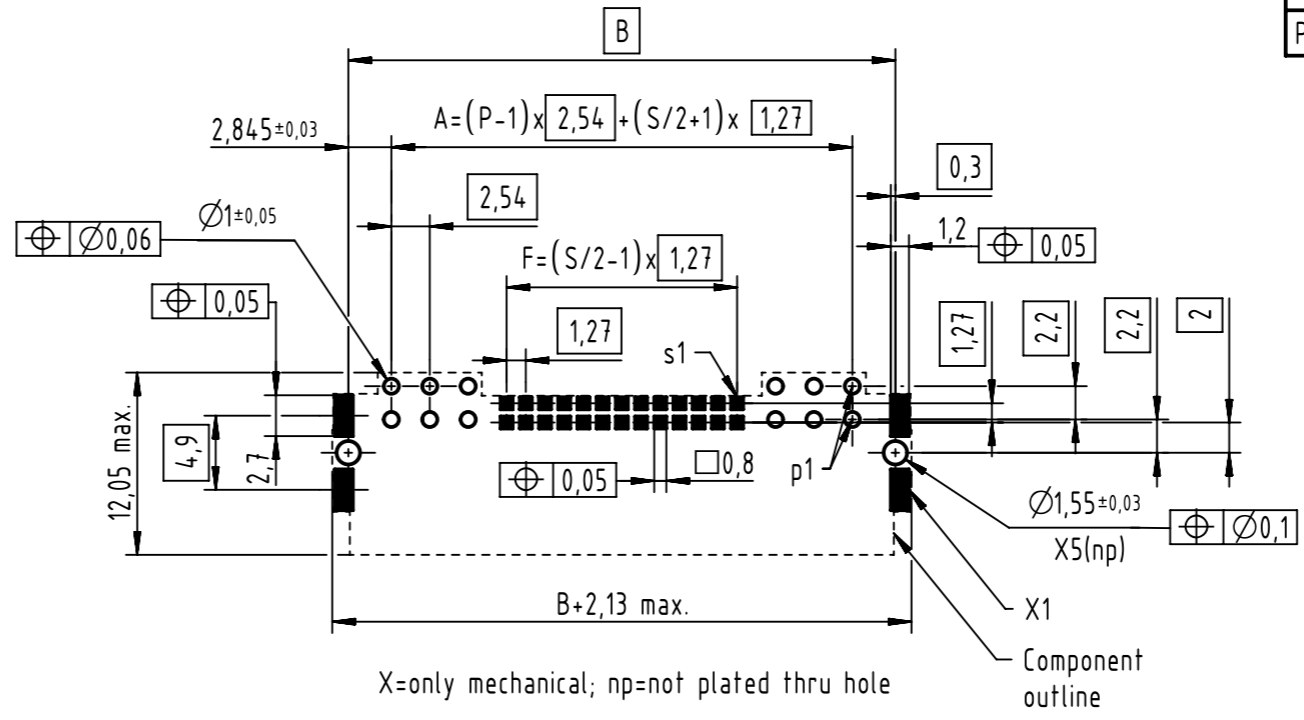 P
B
A=(P-1)x 2,54 +(S/2+1)x 1,27
2,845±0,03
0,3
2,54
Ø1±0,05
⌖ Ø0,06
1,2 ⌖ 0,05
F=(S/2-1)x 1,27
⌖ 0,05
1,27
s1
1,27
2,2
2,2
2
12,05 max.
4,9
2,7
⌖ 0,05
□0,8
p1
Ø1,55±0,03
X5(np)
⌖ Ø0,1
B+2,13 max.
X1
Component
outline
X=only mechanical; np=not plated thru hole